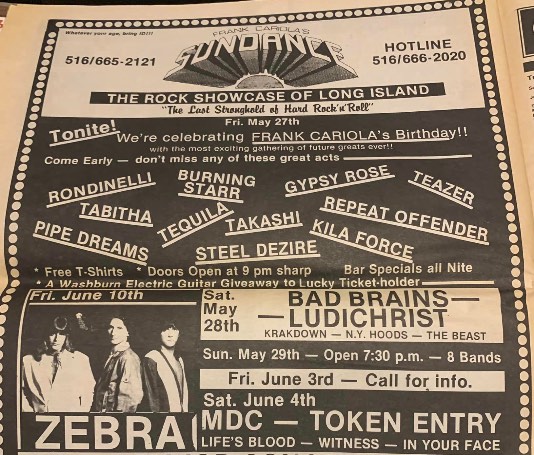 Whatever your age, bring ID!!!
FRANK CARIOLA'S
SUNDANCE
516/665-2121
HOTLINE
516/666-2020
THE ROCK SHOWCASE OF LONG ISLAND
"The Last Stronghold of Hard Rock'n'Roll"
Fri. May 27th
Tonite!
We're celebrating FRANK CARIOLA's Birthday!!
with the most exciting gathering of future greats ever!!
Come Early — don't miss any of these great acts
RONDINELLI
BURNING STARR
GYPSY ROSE
TEAZER
TABITHA
TEQUILA
TAKASHI
REPEAT OFFENDER
PIPE DREAMS
STEEL DEZIRE
KILA FORCE
* Free T-Shirts * Doors Open at 9 pm sharp Bar Specials all Nite
* A Washburn Electric Guitar Giveaway to Lucky Ticket-holder
Fri. June 10th
ZEBRA
Sat. May 28th
BAD BRAINS —
— LUDICHRIST
KRAKDOWN — N.Y. HOODS — THE BEAST
Sun. May 29th — Open 7:30 p.m. — 8 Bands
Fri. June 3rd — Call for info.
Sat. June 4th
MDC — TOKEN ENTRY
LIFE'S BLOOD — WITNESS — IN YOUR FACE